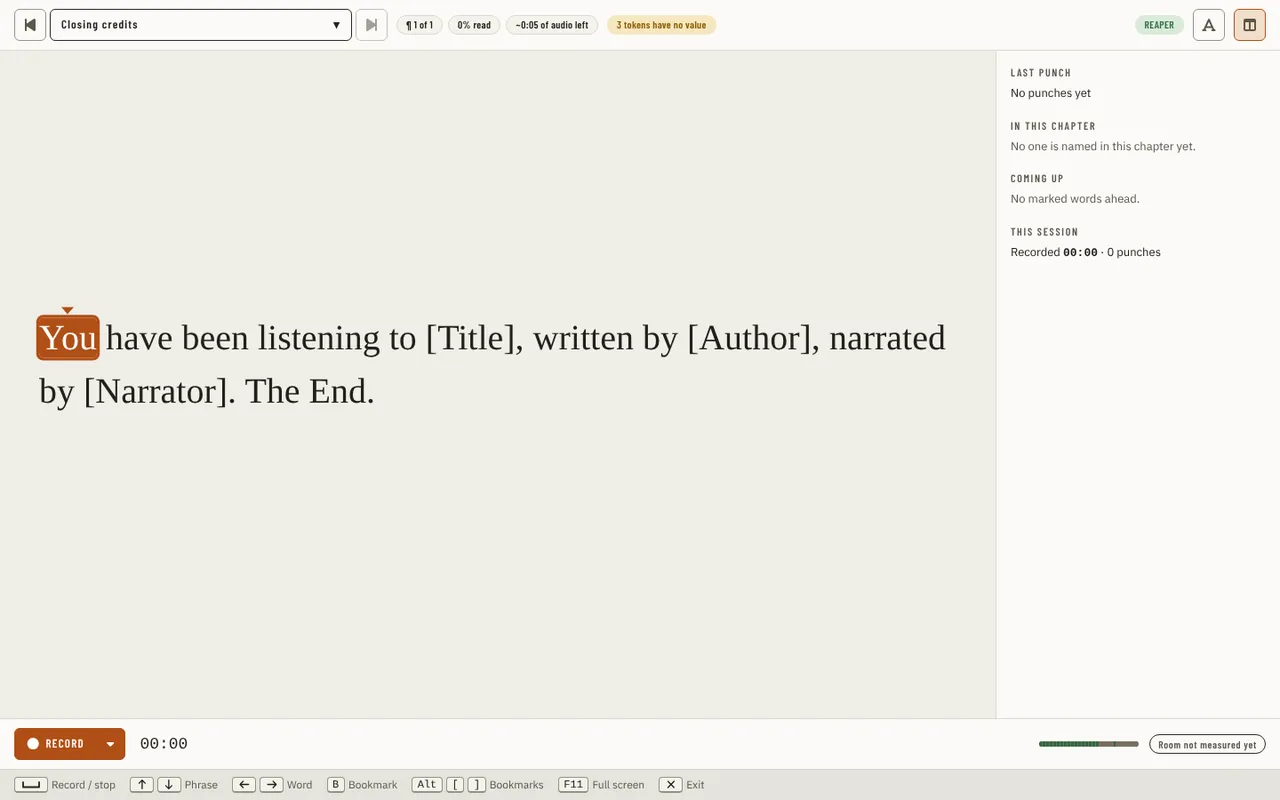 Closing credits ▼
¶ 1 of 1
0% read
~0:05 of audio left
3 tokens have no value
REAPER
A
LAST PUNCH
No punches yet
IN THIS CHAPTER
No one is named in this chapter yet.
COMING UP
No marked words ahead.
THIS SESSION
Recorded 00:00 · 0 punches
You have been listening to [Title], written by [Author], narrated
by [Narrator]. The End.
RECORD
00:00
Room not measured yet
Record / stop
↑ ↓ Phrase
← → Word
B Bookmark
Alt [ ] Bookmarks
F11 Full screen
✕ Exit